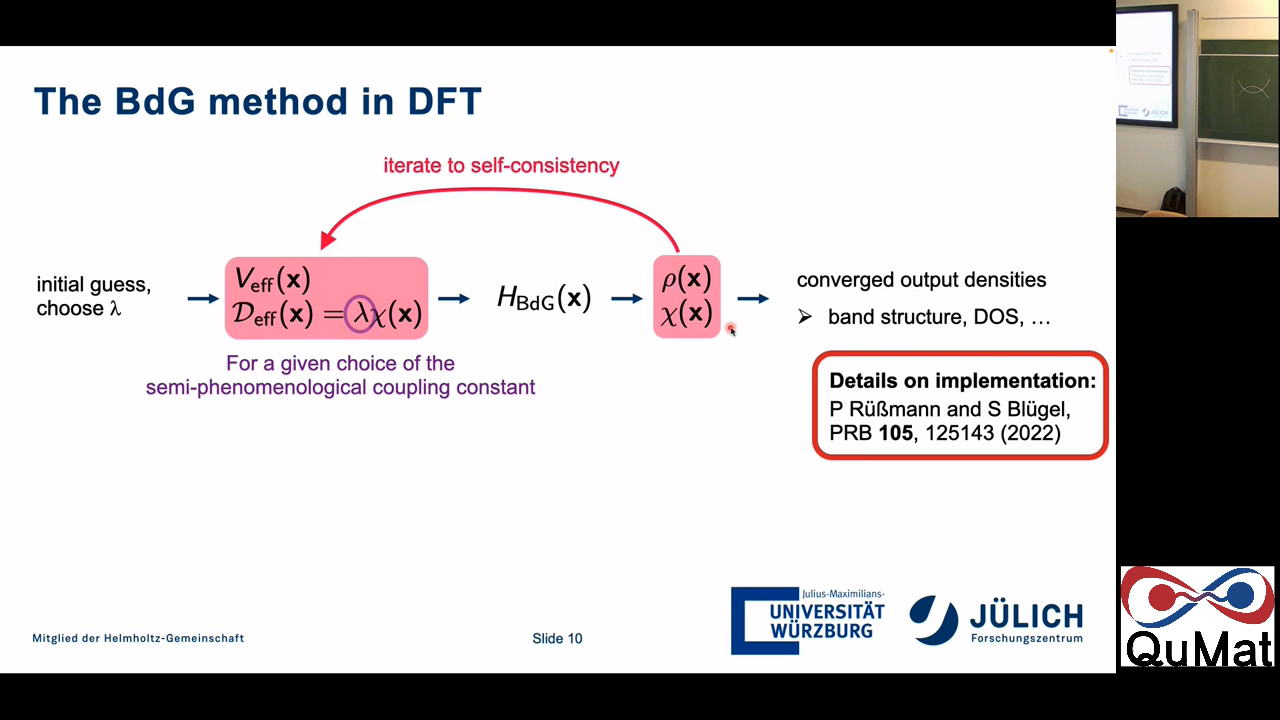 The BdG method in DFT
iterate to self-consistency
initial guess,
choose λ
V_eff(x)
𝒟_eff(x) = λχ(x)
H_BdG(x)
ρ(x)
χ(x)
converged output densities
➢ band structure, DOS, …
For a given choice of the
semi-phenomenological coupling constant
Details on implementation:
P Rüßmann and S Blügel,
PRB 105, 125143 (2022)
Mitglied der Helmholtz-Gemeinschaft
Slide 10
Julius-Maximilians-
UNIVERSITÄT
WÜRZBURG
JÜLICH
Forschungszentrum
QuMat